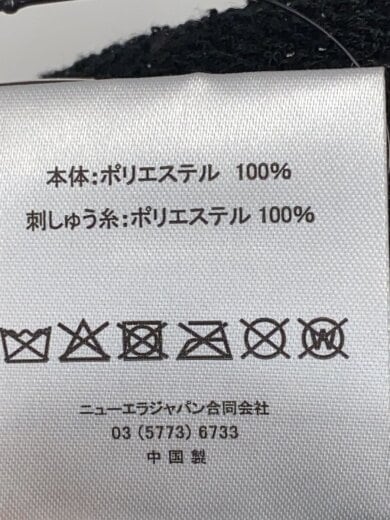 本体:ポリエステル 100%
刺しゅう糸:ポリエステル 100%
W
ニューエラジャパン合同会社
03 (5773) 6733
中国製